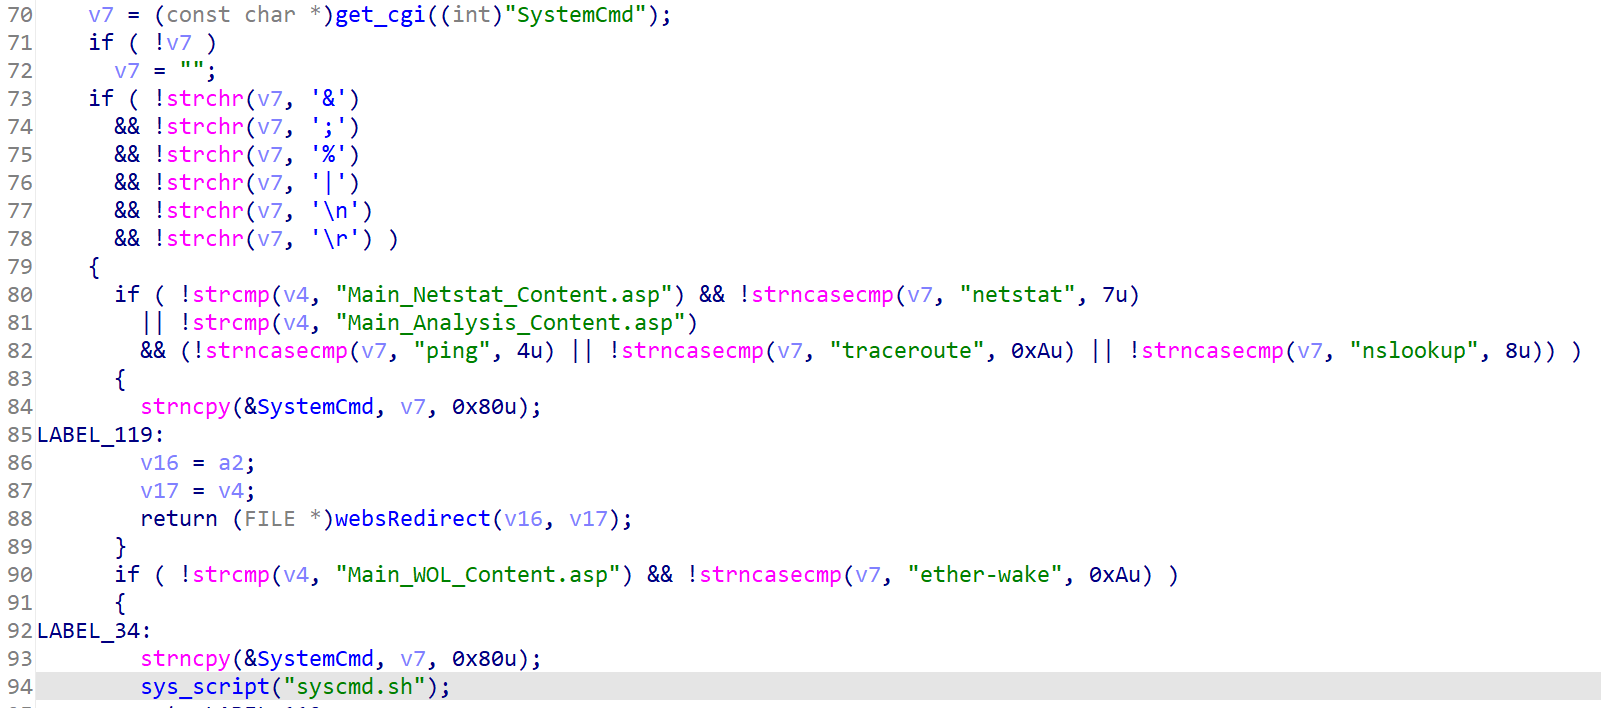 70 v7 = (const char *)get_cgi((int)"SystemCmd");
71 if ( !v7 )
72 v7 = "";
73 if ( !strchr(v7, '&')
74 && !strchr(v7, ';')
75 && !strchr(v7, '%')
76 && !strchr(v7, '|')
77 && !strchr(v7, '\n')
78 && !strchr(v7, '\r') )
79 {
80 if ( !strcmp(v4, "Main_Netstat_Content.asp") && !strncasecmp(v7, "netstat", 7u)
81 || !strcmp(v4, "Main_Analysis_Content.asp")
82 && (!strncasecmp(v7, "ping", 4u) || !strncasecmp(v7, "traceroute", 0xAu) || !strncasecmp(v7, "nslookup", 8u)) )
83 {
84 strncpy(&SystemCmd, v7, 0x80u);
85 LABEL_119:
86 v16 = a2;
87 v17 = v4;
88 return (FILE *)websRedirect(v16, v17);
89 }
90 if ( !strcmp(v4, "Main_WOL_Content.asp") && !strncasecmp(v7, "ether-wake", 0xAu) )
91 {
92 LABEL_34:
93 strncpy(&SystemCmd, v7, 0x80u);
94 sys_script("syscmd.sh");